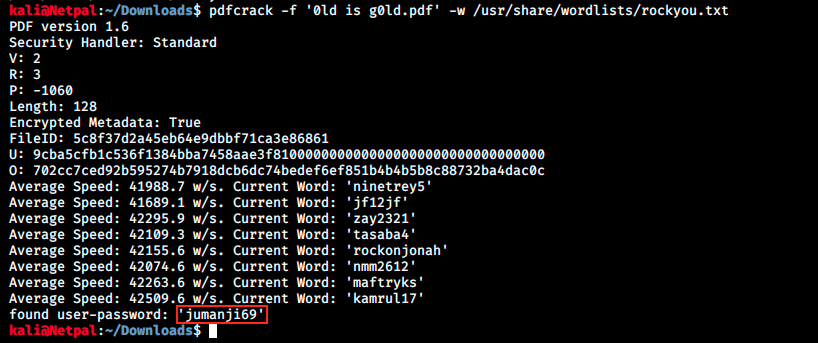 kali@Netpal:~/Downloads$ pdfcrack -f '0ld is g0ld.pdf' -w /usr/share/wordlists/rockyou.txt
PDF version 1.6
Security Handler: Standard
V: 2
R: 3
P: -1060
Length: 128
Encrypted Metadata: True
FileID: 5c8f37d2a45eb64e9dbbf71ca3e86861
U: 9cba5cfb1c536f1384bba7458aae3f8100000000000000000000000000000000
O: 702cc7ced92b595274b7918dcb6dc74bedef6ef851b4b4b5b8c88732ba4dac0c
Average Speed: 41988.7 w/s. Current Word: 'ninetrey5'
Average Speed: 41689.1 w/s. Current Word: 'jf12jf'
Average Speed: 42295.9 w/s. Current Word: 'zay2321'
Average Speed: 42109.3 w/s. Current Word: 'tasaba4'
Average Speed: 42155.6 w/s. Current Word: 'rockonjonah'
Average Speed: 42074.6 w/s. Current Word: 'nmm2612'
Average Speed: 42263.6 w/s. Current Word: 'maftryks'
Average Speed: 42509.6 w/s. Current Word: 'kamrul17'
found user-password: 'jumanji69'
kali@Netpal:~/Downloads$